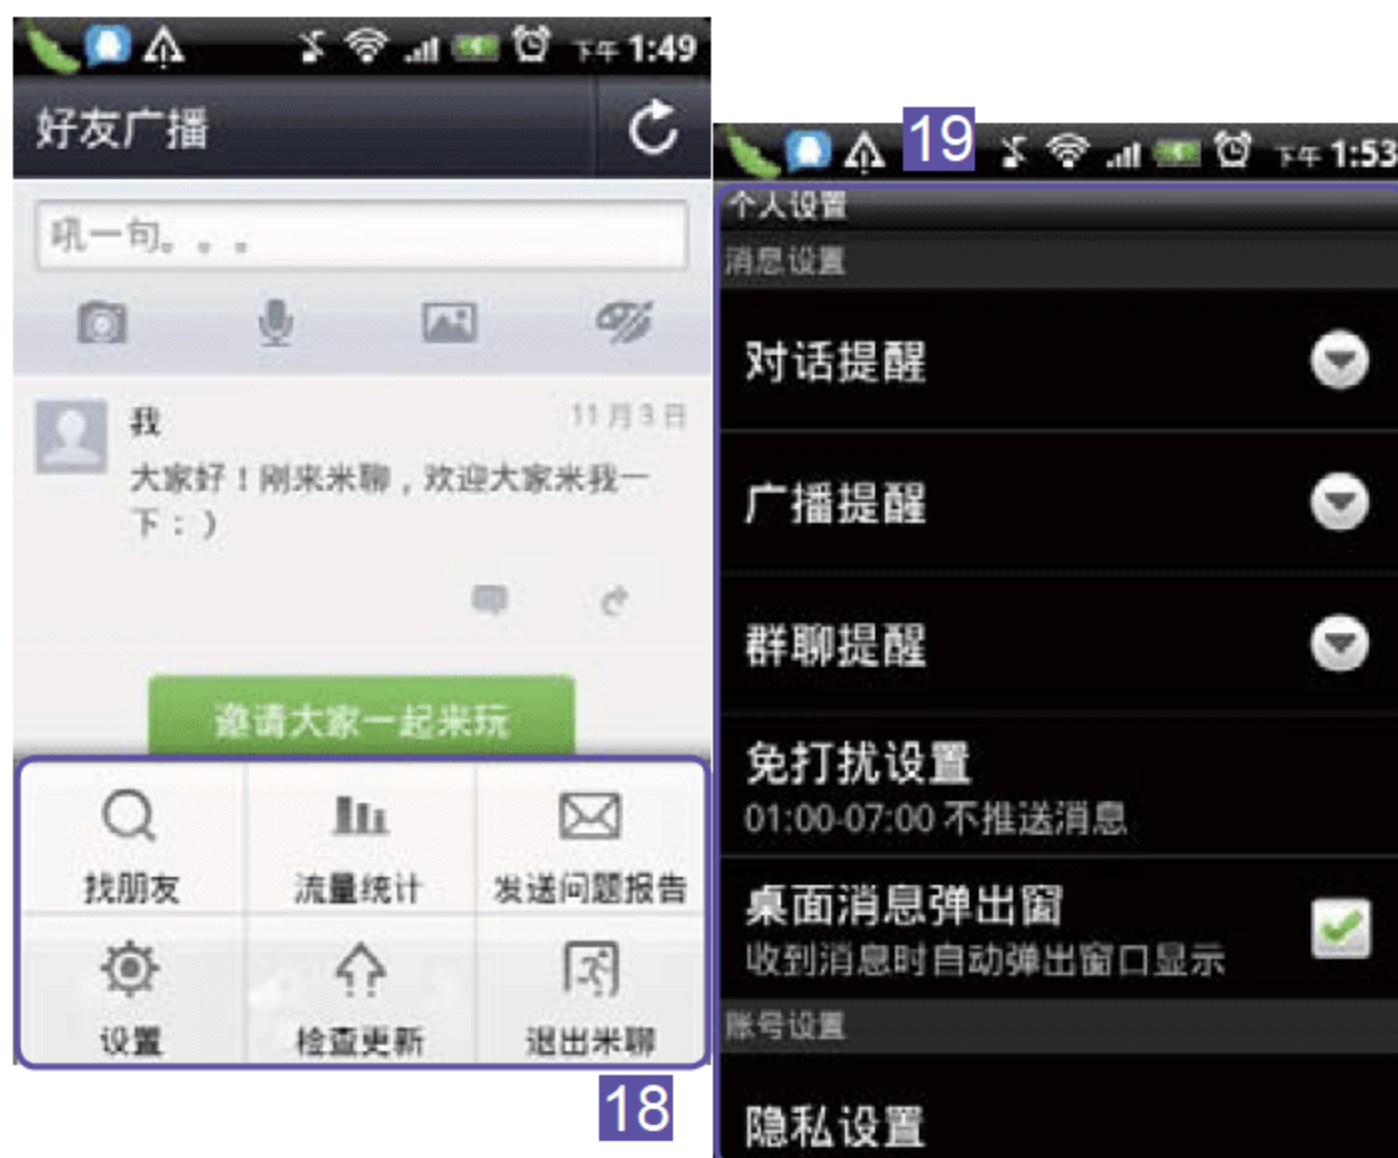 下午 1:49
好友广播
吼一句。。。
我
11月3日
大家好！刚来米聊，欢迎大家米我一
下：）
邀请大家一起来玩
找朋友
流量统计
发送问题报告
设置
检查更新
退出米聊
18
19
下午 1:53
个人设置
消息设置
对话提醒
广播提醒
群聊提醒
免打扰设置
01:00-07:00 不推送消息
桌面消息弹出窗
收到消息时自动弹出窗口显示
账号设置
隐私设置